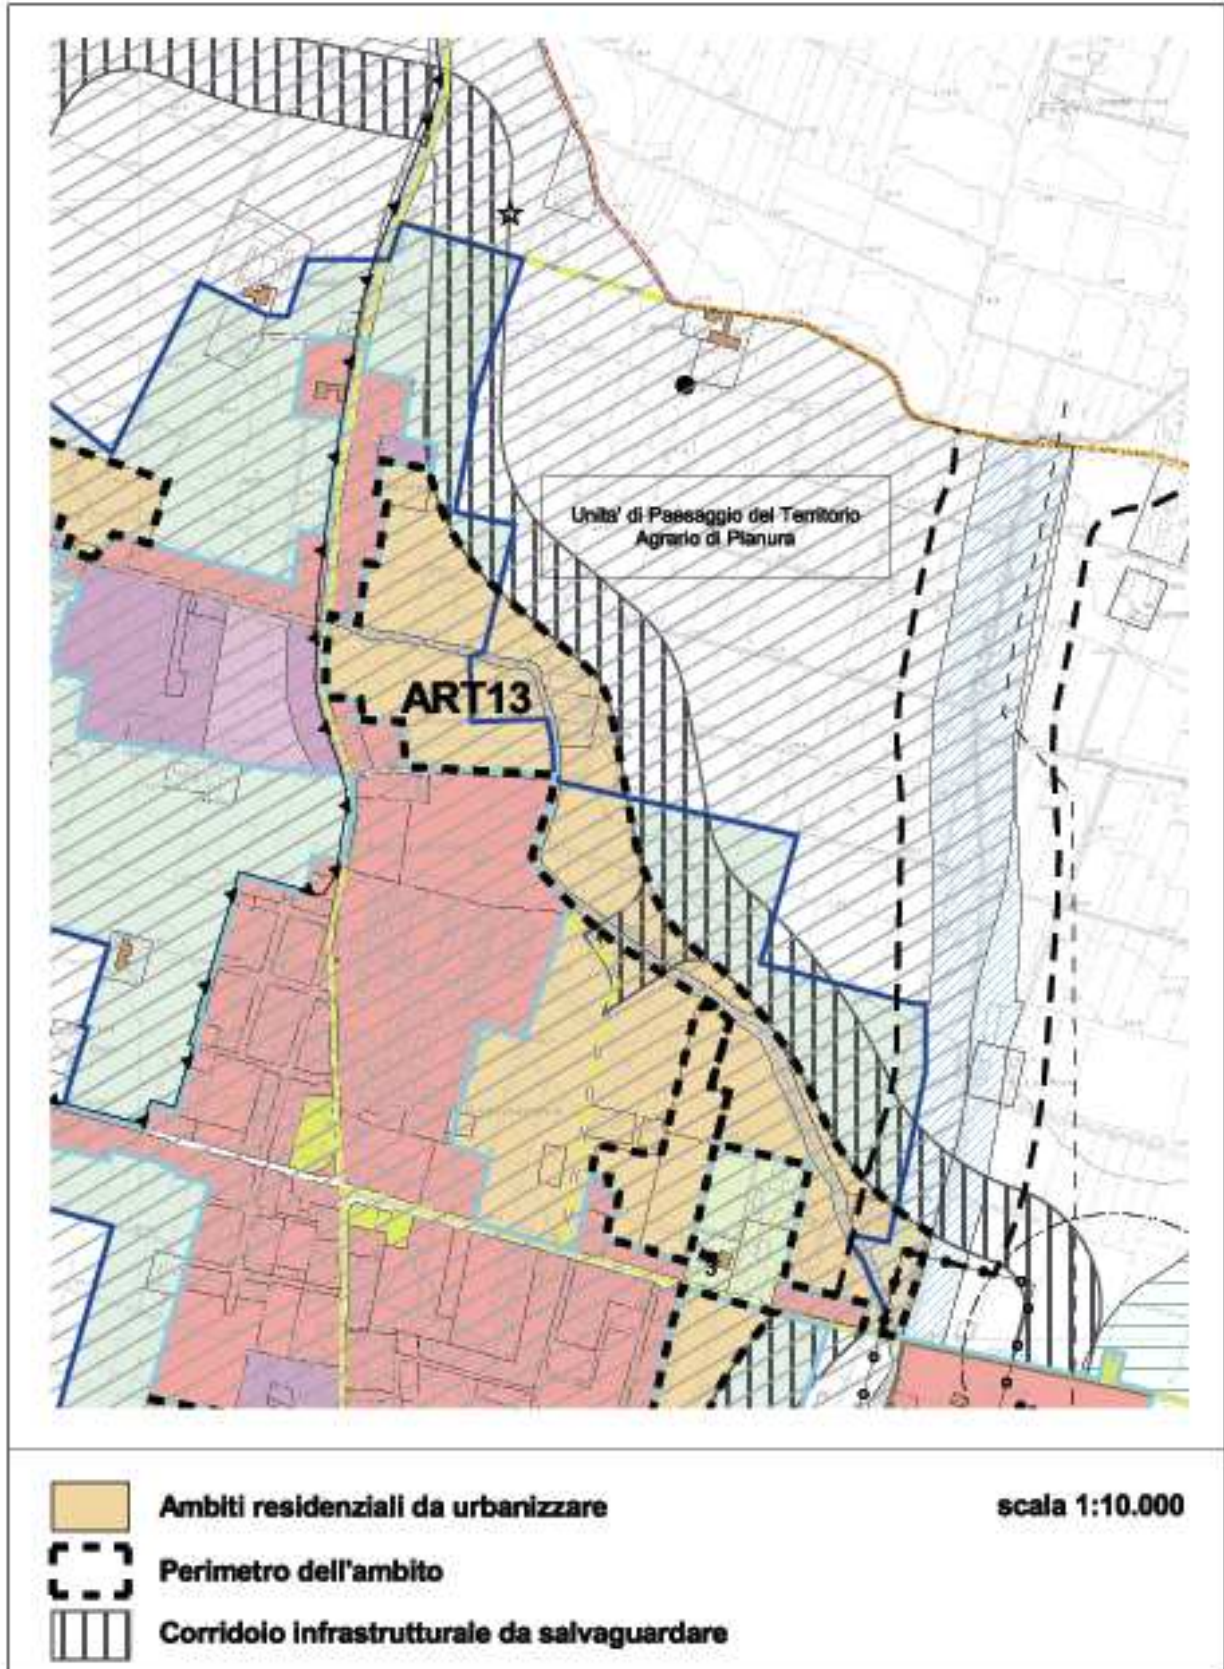 Unita' di Paesaggio del Territorio
Agrario di Pianura
ART13
3
Ambiti residenziali da urbanizzare
scala 1:10.000
Perimetro dell'ambito
Corridoio infrastrutturale da salvaguardare